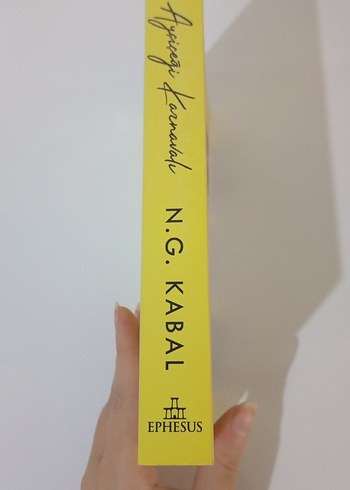 Ayçiçeği Karnavalı
N.G. KABAL
EPHESUS